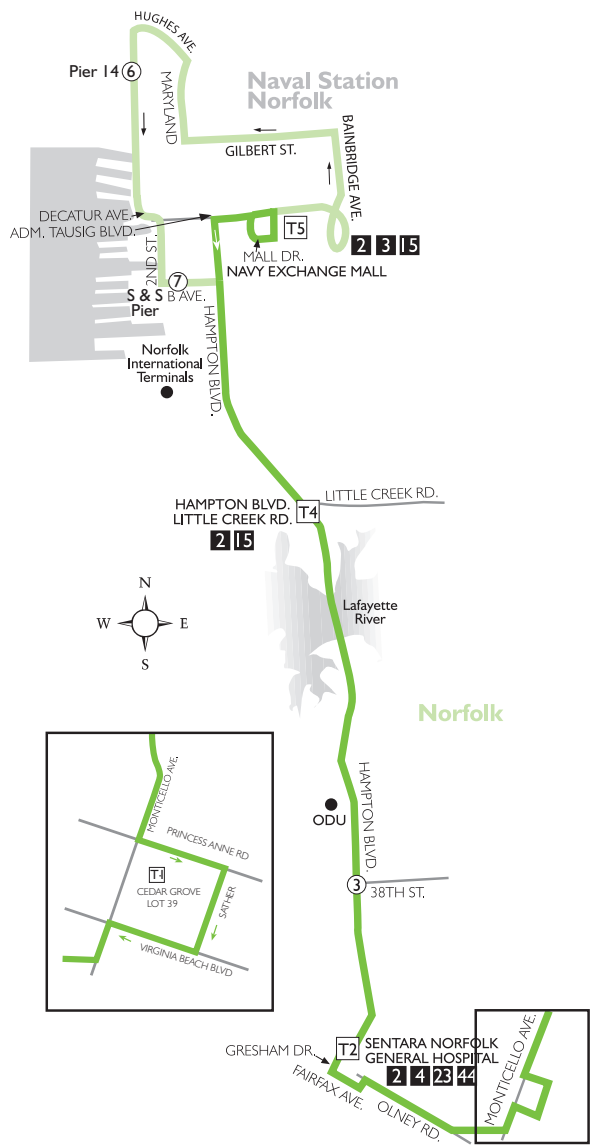 HUGHES AVE.
Pier 14
6
MARYLAND
Naval Station
Norfolk
GILBERT ST.
BAINBRIDGE AVE.
DECATUR AVE.
ADM. TAUSIG BLVD.
T5
2 3 15
MALL DR.
NAVY EXCHANGE MALL
2ND ST.
7
S & S
Pier
B AVE.
HAMPTON BLVD.
Norfolk
International
Terminals
HAMPTON BLVD.
LITTLE CREEK RD.
T4
LITTLE CREEK RD.
2 15
N
W E
S
Lafayette
River
Norfolk
MONTICELLO AVE.
PRINCESS ANNE RD
T1
CEDAR GROVE
LOT 39
SATHER
VIRGINIA BEACH BLVD
ODU
HAMPTON BLVD.
3
38TH ST.
GRESHAM DR.
T2
SENTARA NORFOLK
GENERAL HOSPITAL
2 4 23 44
FAIRFAX AVE.
OLNEY RD.
MONTICELLO AVE.